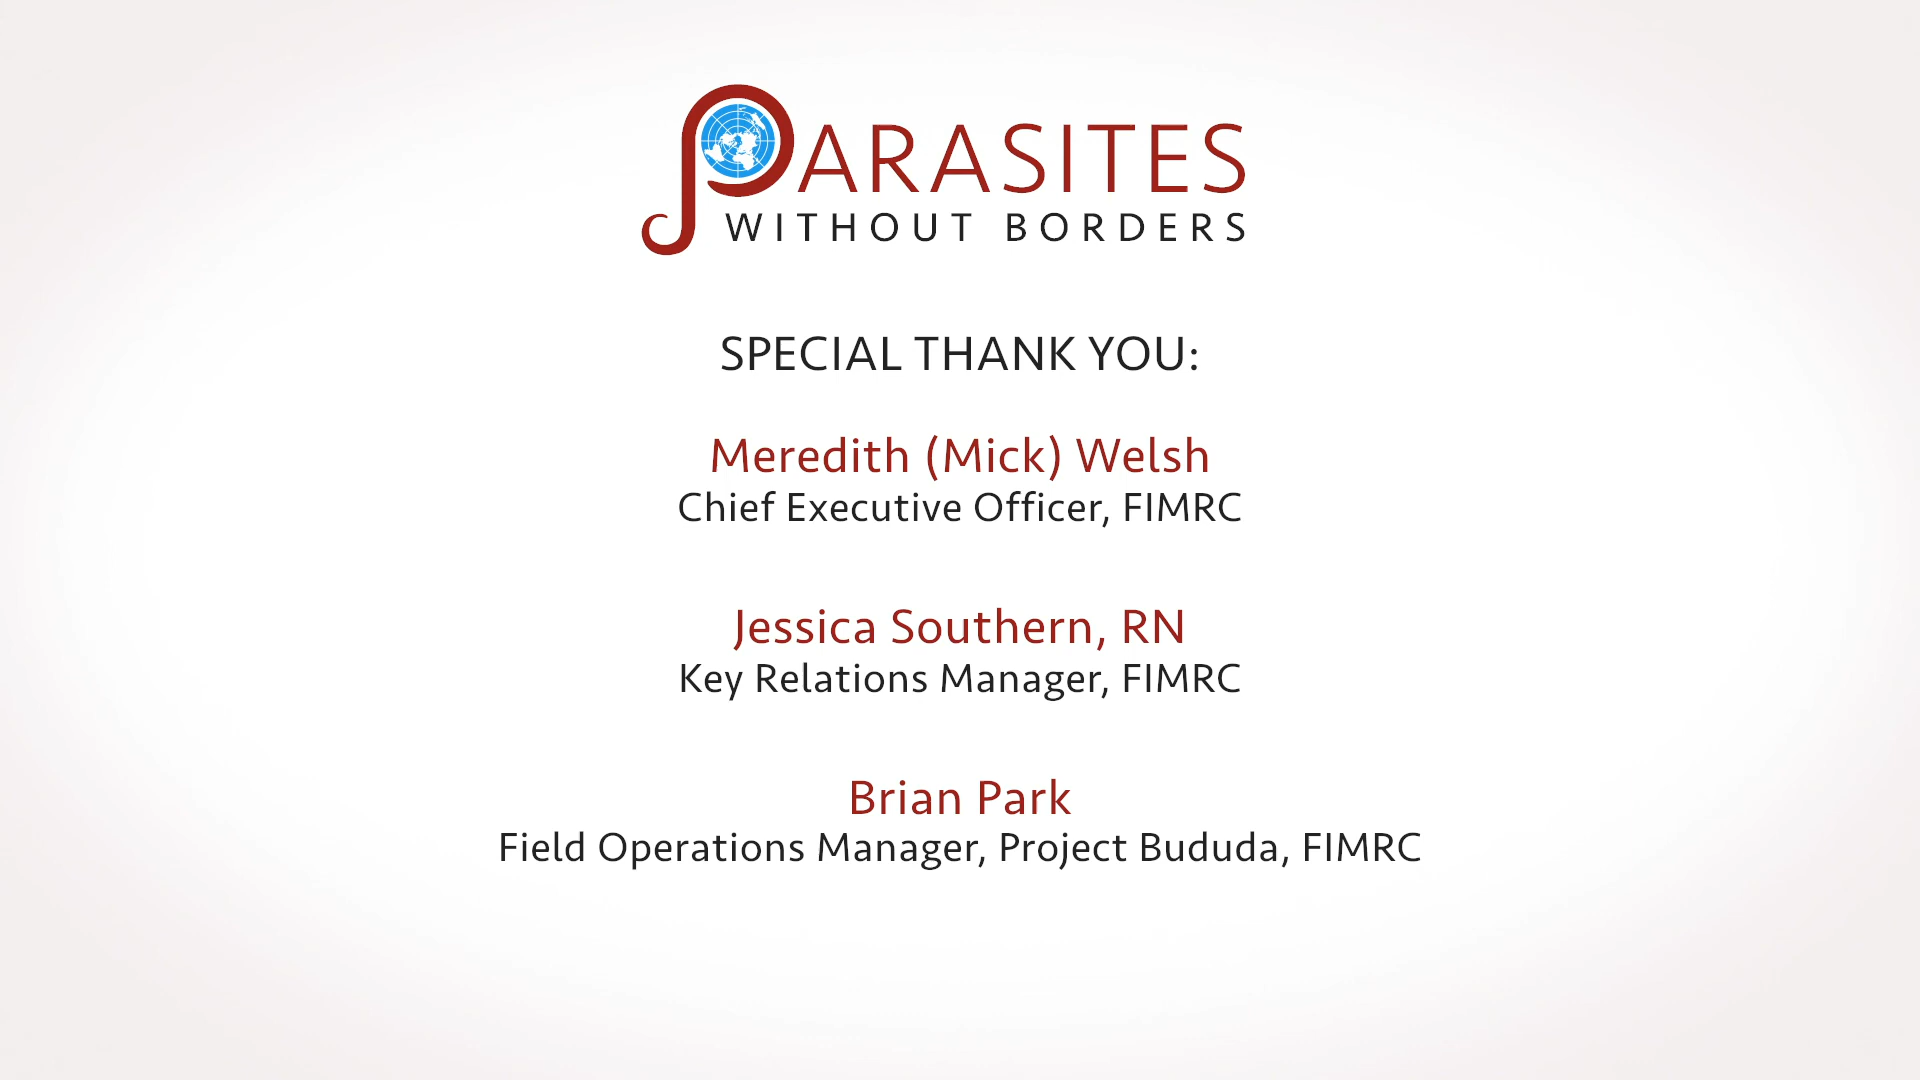 PARASITES
WITHOUT BORDERS
SPECIAL THANK YOU:
Meredith (Mick) Welsh
Chief Executive Officer, FIMRC
Jessica Southern, RN
Key Relations Manager, FIMRC
Brian Park
Field Operations Manager, Project Bududa, FIMRC